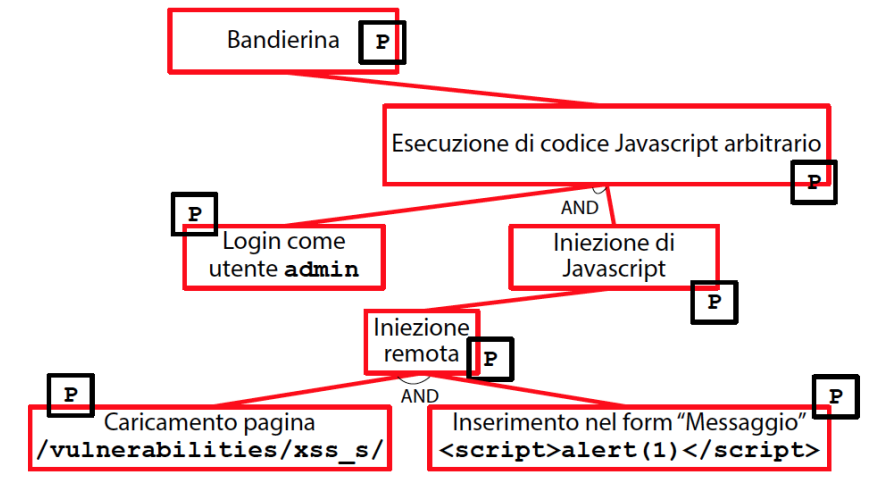 Bandierina P
Esecuzione di codice Javascript arbitrario
P
AND
P
Login come
utente admin
Iniezione di
Javascript
P
Iniezione
remota P
AND
P
Caricamento pagina
/vulnerabilities/xss_s/
P
Inserimento nel form “Messaggio”
<script>alert(1)</script>